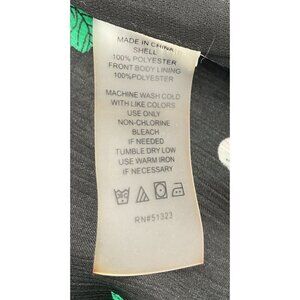 MADE IN CHINA
SHELL
100% POLYESTER
FRONT BODY LINING
100%POLYESTER
MACHINE WASH COLD
WITH LIKE COLORS
USE ONLY
NON-CHLORINE
BLEACH
IF NEEDED
TUMBLE DRY LOW
USE WARM IRON
IF NECESSARY
RN#51323